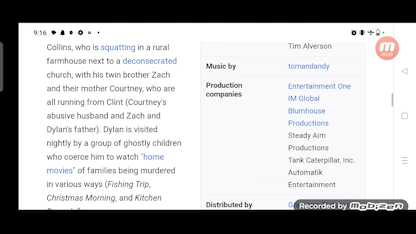 9:16
Collins, who is squatting in a rural
farmhouse next to a deconsecrated
church, with his twin brother Zach
and their mother Courtney, who are
all running from Clint (Courtney's
abusive husband and Zach and
Dylan's father). Dylan is visited
nightly by a group of ghostly children
who coerce him to watch "home
movies" of families being murdered
in various ways (Fishing Trip,
Christmas Morning, and Kitchen
Tim Alverson
Music by tomandandy
Production Entertainment One
companies IM Global
Blumhouse
Productions
Steady Aim
Productions
Tank Caterpillar, Inc.
Automatik
Entertainment
Distributed by
Recorded by Mobizen